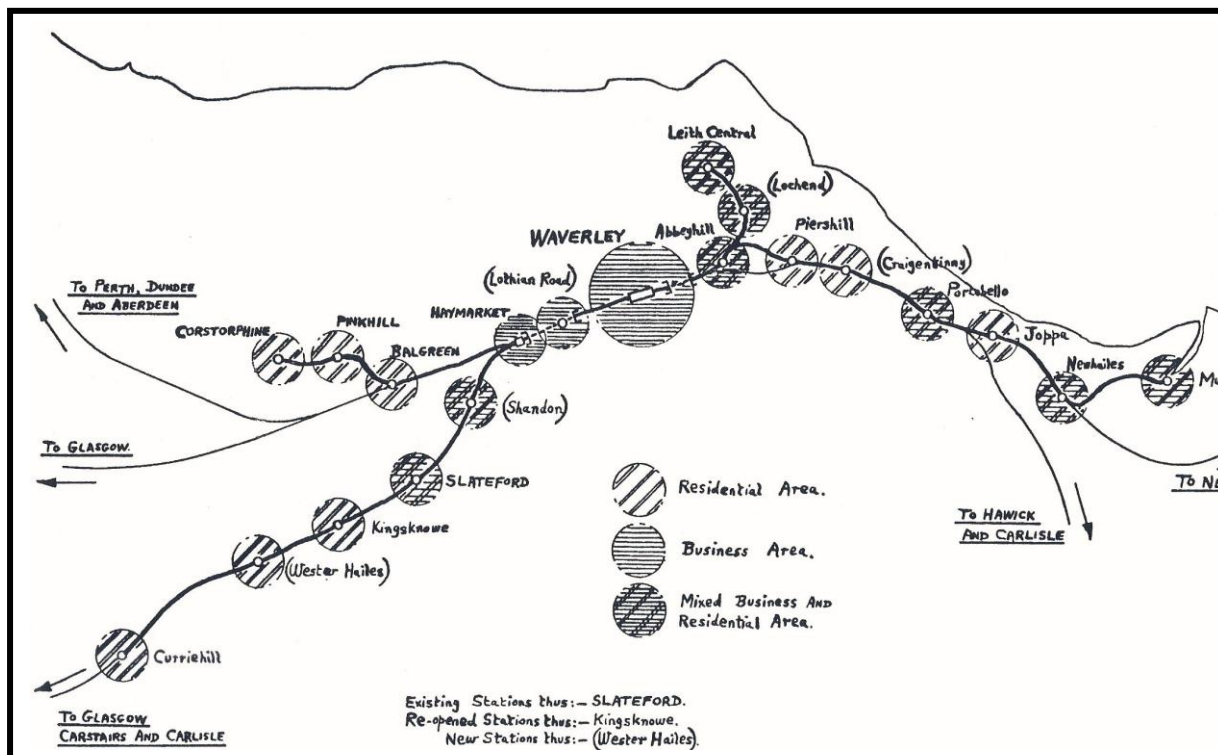 Leith Central
(Lochend)
Abbeyhill
Piershill
WAVERLEY
(Craigentinny)
(Lothian Road)
Portobello
TO PERTH, DUNDEE
AND ABERDEEN
HAYMARKET
CORSTORPHINE
PINKHILL
BALGREEN
Joppa
Newhailes
(Shandon)
TO GLASGOW.
SLATEFORD
Residential Area.
TO HAWICK
AND CARLISLE
Kingsknowe
Business Area.
(Wester Hailes)
Mixed Business And
Residential Area.
Curriehill
Existing Stations thus:– SLATEFORD.
Re-opened Stations thus:– Kingsknowe.
New Stations thus:– (Wester Hailes).
TO GLASGOW
CARSTAIRS AND CARLISLE